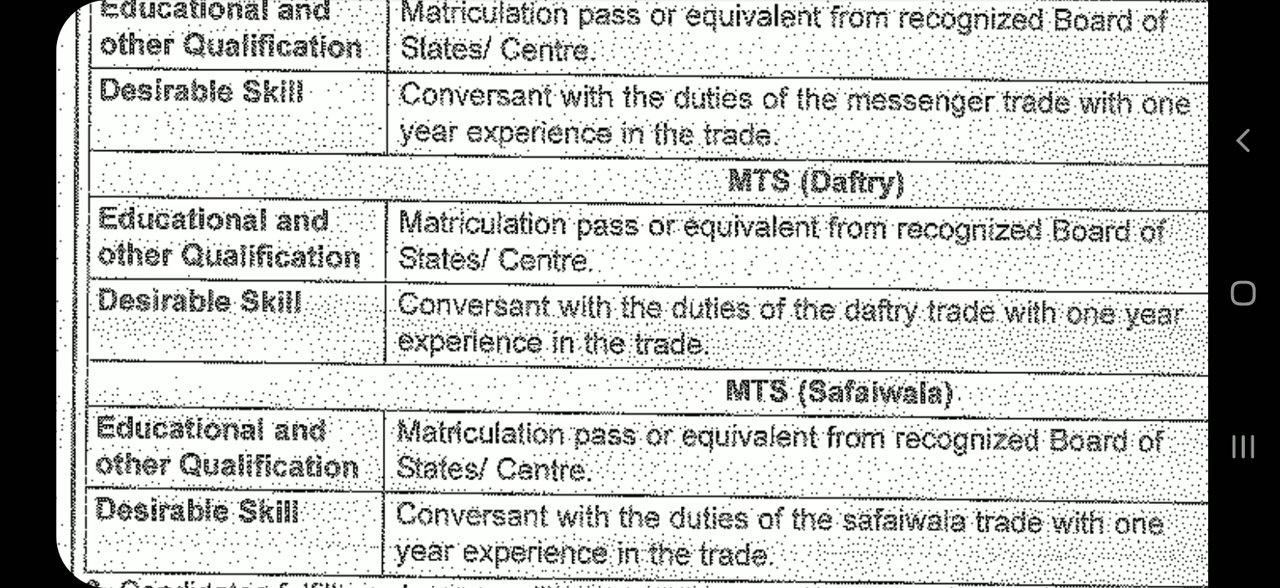 Educational and
other Qualification
Matriculation pass or equivalent from recognized Board of
States/ Centre.
Desirable Skill
Conversant with the duties of the messenger trade with one
year experience in the trade.
MTS (Daftry)
Educational and
other Qualification
Matriculation pass or equivalent from recognized Board of
States/ Centre.
Desirable Skill
Conversant with the duties of the daftry trade with one year
experience in the trade.
MTS (Safaiwala)
Educational and
other Qualification
Matriculation pass or equivalent from recognized Board of
States/ Centre.
Desirable Skill
Conversant with the duties of the safaiwala trade with one
year experience in the trade.